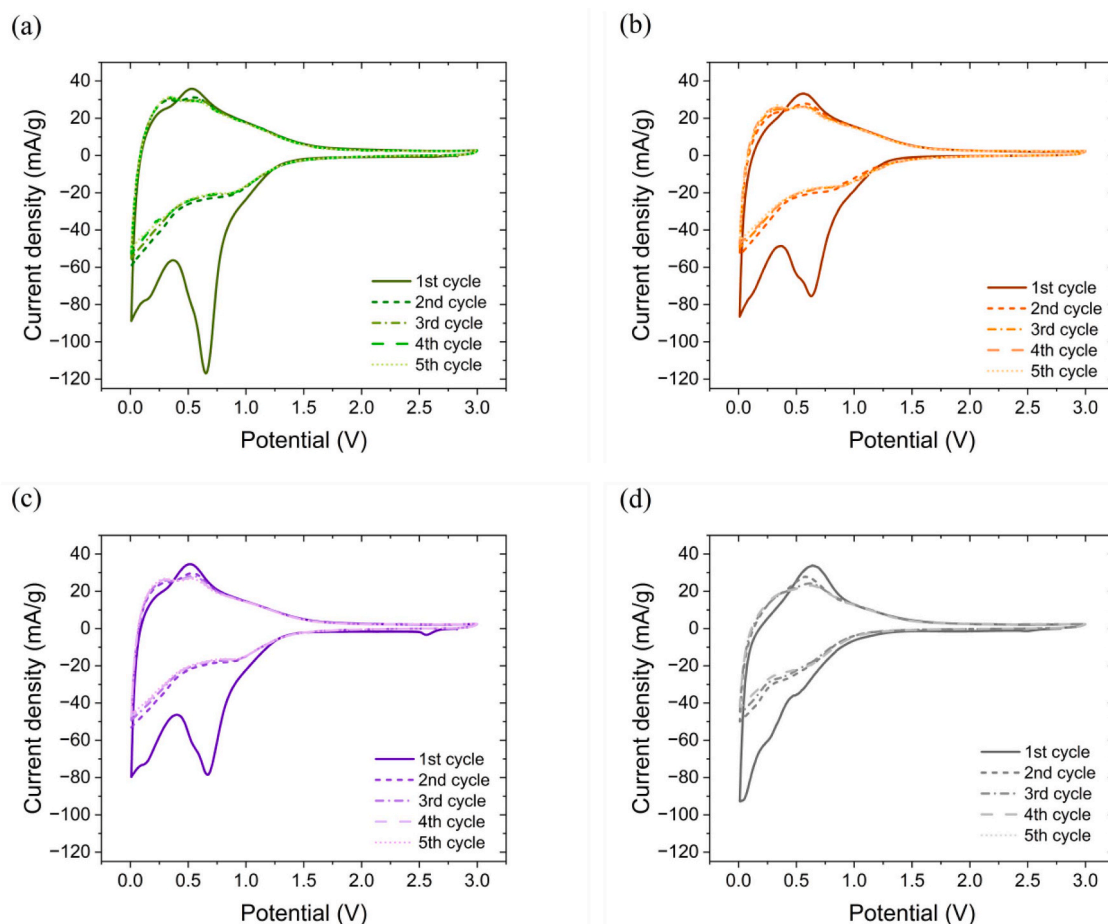 (a)
Current density (mA/g)
40
20
0
−20
−40
−60
−80
−100
−120
0.0 0.5 1.0 1.5 2.0 2.5 3.0
Potential (V)
1st cycle
2nd cycle
3rd cycle
4th cycle
5th cycle
(b)
Current density (mA/g)
40
20
0
−20
−40
−60
−80
−100
−120
0.0 0.5 1.0 1.5 2.0 2.5 3.0
Potential (V)
1st cycle
2nd cycle
3rd cycle
4th cycle
5th cycle
(c)
Current density (mA/g)
40
20
0
−20
−40
−60
−80
−100
−120
0.0 0.5 1.0 1.5 2.0 2.5 3.0
Potential (V)
1st cycle
2nd cycle
3rd cycle
4th cycle
5th cycle
(d)
Current density (mA/g)
40
20
0
−20
−40
−60
−80
−100
−120
0.0 0.5 1.0 1.5 2.0 2.5 3.0
Potential (V)
1st cycle
2nd cycle
3rd cycle
4th cycle
5th cycle